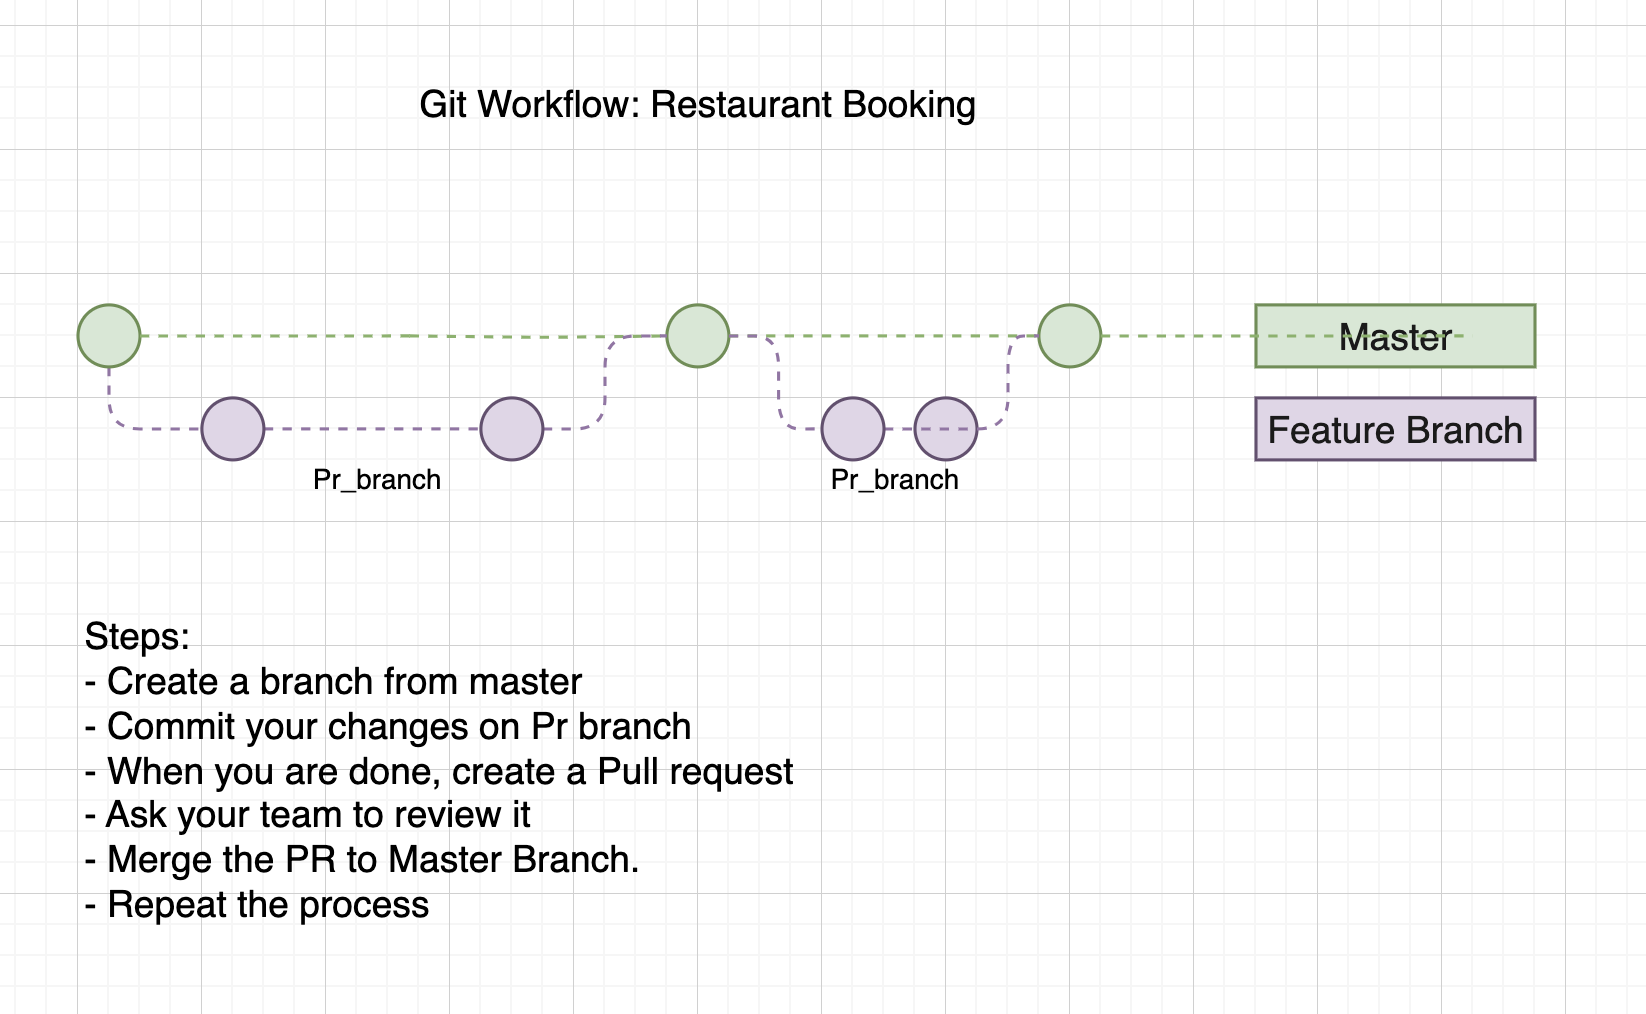 Git Workflow: Restaurant Booking
Master
Feature Branch
Pr_branch
Pr_branch
Steps:
- Create a branch from master
- Commit your changes on Pr branch
- When you are done, create a Pull request
- Ask your team to review it
- Merge the PR to Master Branch.
- Repeat the process